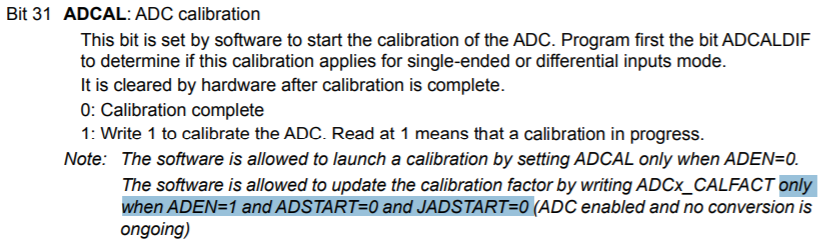 Bit 31 ADCAL: ADC calibration
This bit is set by software to start the calibration of the ADC. Program first the bit ADCALDIF
to determine if this calibration applies for single-ended or differential inputs mode.
It is cleared by hardware after calibration is complete.
0: Calibration complete
1: Write 1 to calibrate the ADC. Read at 1 means that a calibration in progress.
Note: The software is allowed to launch a calibration by setting ADCAL only when ADEN=0.
The software is allowed to update the calibration factor by writing ADCx_CALFACT only
when ADEN=1 and ADSTART=0 and JADSTART=0 (ADC enabled and no conversion is
ongoing)